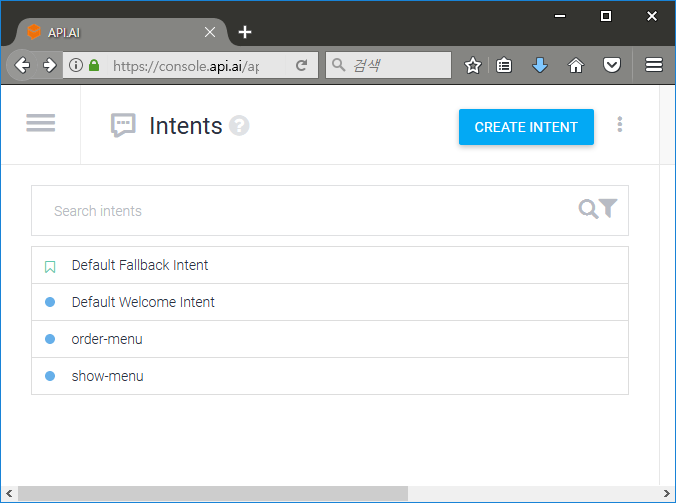 API.AI
https://console.api.ai/ap
검색
Intents
CREATE INTENT
Search intents
Default Fallback Intent
Default Welcome Intent
order-menu
show-menu